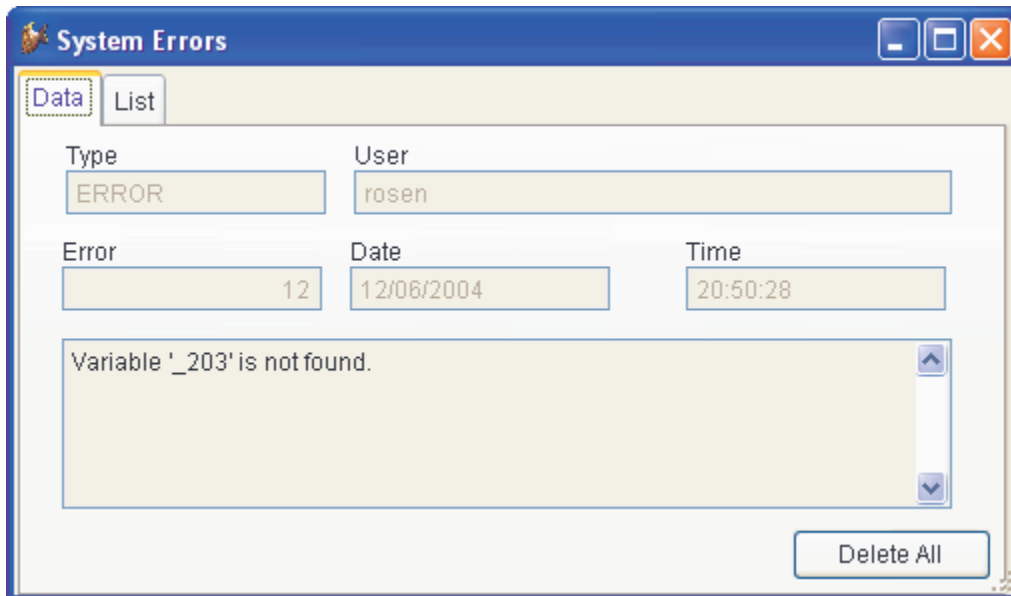 System Errors
Data List
Type User
ERROR rosen
Error Date Time
12 12/06/2004 20:50:28
Variable '_203' is not found.
Delete All